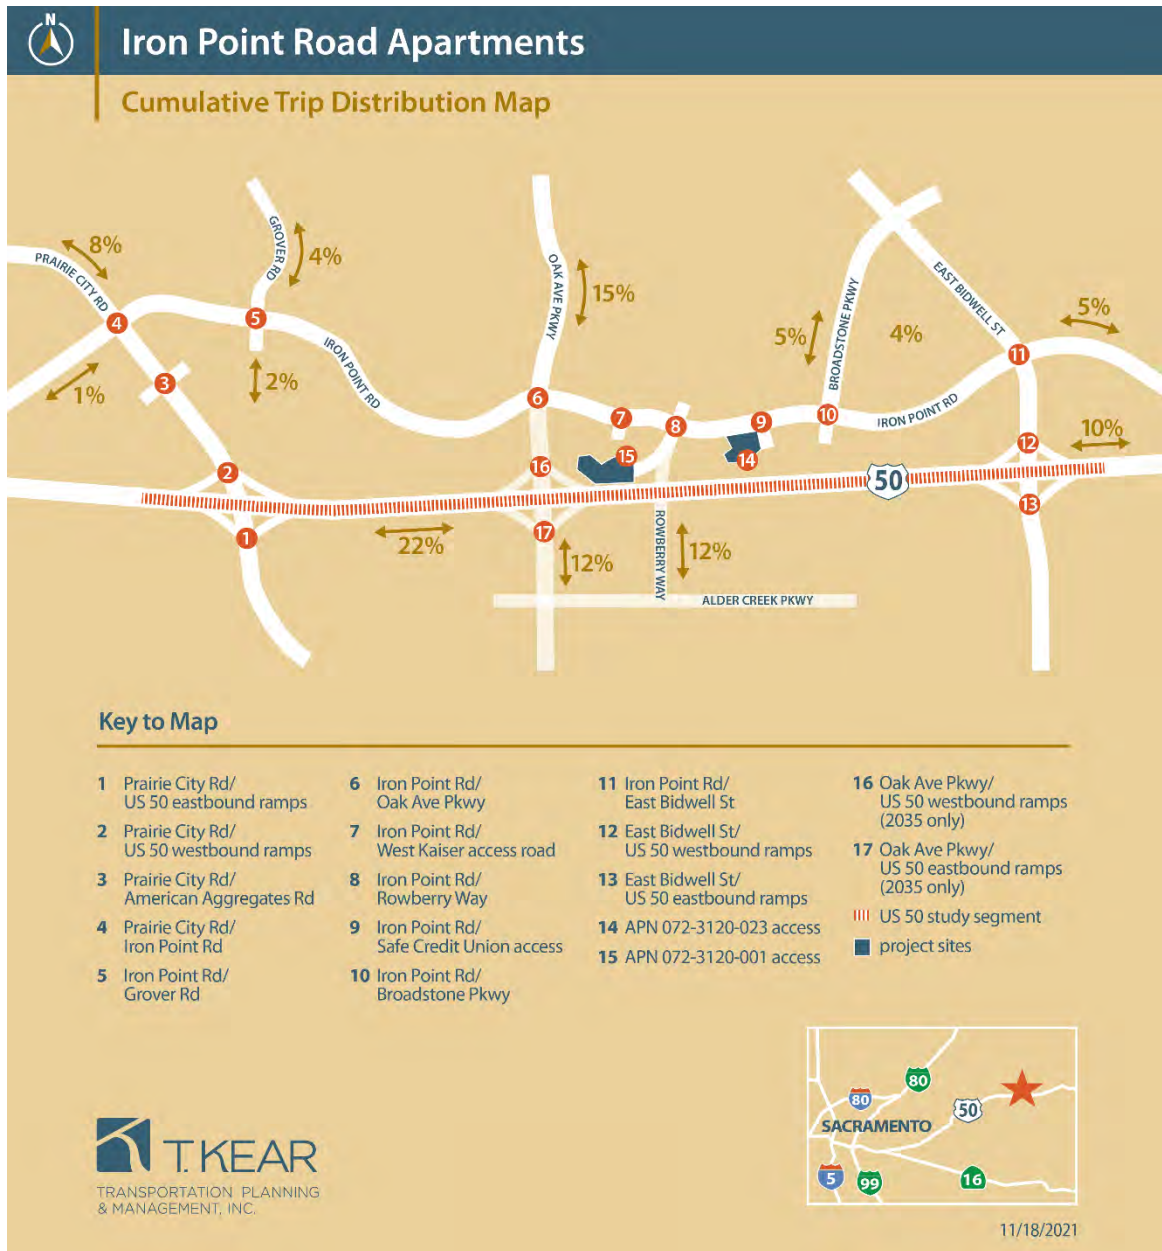 N
Iron Point Road Apartments
Cumulative Trip Distribution Map
8%
PRAIRIE CITY RD
GROVER RD
4%
OAK AVE PKWY
15%
EAST BIDWELL ST
BROADSTONE PKWY
5%
4%
5%
4
5
3
1%
2%
IRON POINT RD
6
7
8
9
10
11
IRON POINT RD
12
10%
2
16
15
14
50
13
1
22%
17
12%
ROWBERRY WAY
12%
ALDER CREEK PKWY
Key to Map
1 Prairie City Rd/
US 50 eastbound ramps
2 Prairie City Rd/
US 50 westbound ramps
3 Prairie City Rd/
American Aggregates Rd
4 Prairie City Rd/
Iron Point Rd
5 Iron Point Rd/
Grover Rd
6 Iron Point Rd/
Oak Ave Pkwy
7 Iron Point Rd/
West Kaiser access road
8 Iron Point Rd/
Rowberry Way
9 Iron Point Rd/
Safe Credit Union access
10 Iron Point Rd/
Broadstone Pkwy
11 Iron Point Rd/
East Bidwell St
12 East Bidwell St/
US 50 westbound ramps
13 East Bidwell St/
US 50 eastbound ramps
14 APN 072-3120-023 access
15 APN 072-3120-001 access
16 Oak Ave Pkwy/
US 50 westbound ramps
(2035 only)
17 Oak Ave Pkwy/
US 50 eastbound ramps
(2035 only)
US 50 study segment
project sites
80
80
50
SACRAMENTO
5
99
16
T.KEAR
TRANSPORTATION PLANNING
& MANAGEMENT, INC.
11/18/2021